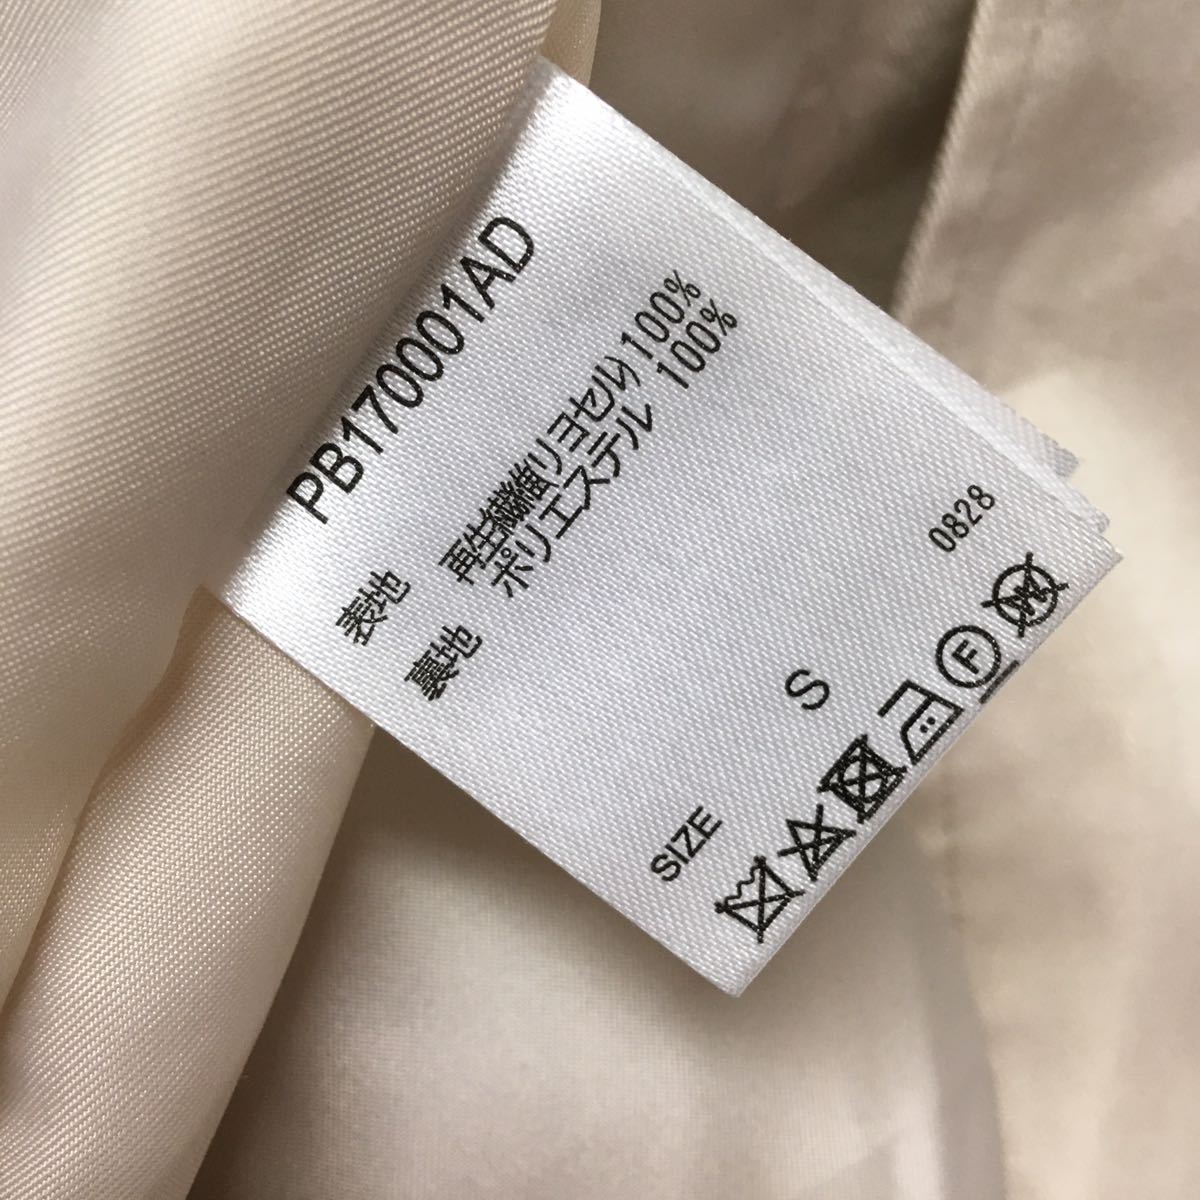 PB170001AD
表地 再生繊維(リヨセル) 100%
裏地 ポリエステル 100%
SIZE S
0828
F
W